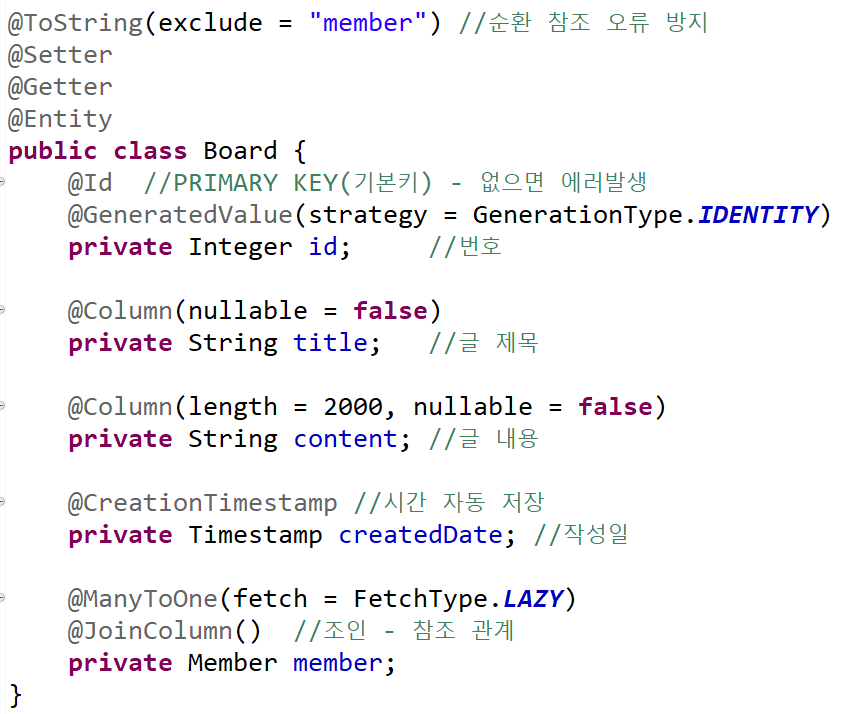 @ToString(exclude = "member") //순환 참조 오류 방지
@Setter
@Getter
@Entity
public class Board {
    @Id  //PRIMARY KEY(기본키) - 없으면 에러발생
    @GeneratedValue(strategy = GenerationType.IDENTITY)
    private Integer id;     //번호

    @Column(nullable = false)
    private String title;   //글 제목

    @Column(length = 2000, nullable = false)
    private String content; //글 내용

    @CreationTimestamp //시간 자동 저장
    private Timestamp createdDate; //작성일

    @ManyToOne(fetch = FetchType.LAZY)
    @JoinColumn()  //조인 - 참조 관계
    private Member member;
}